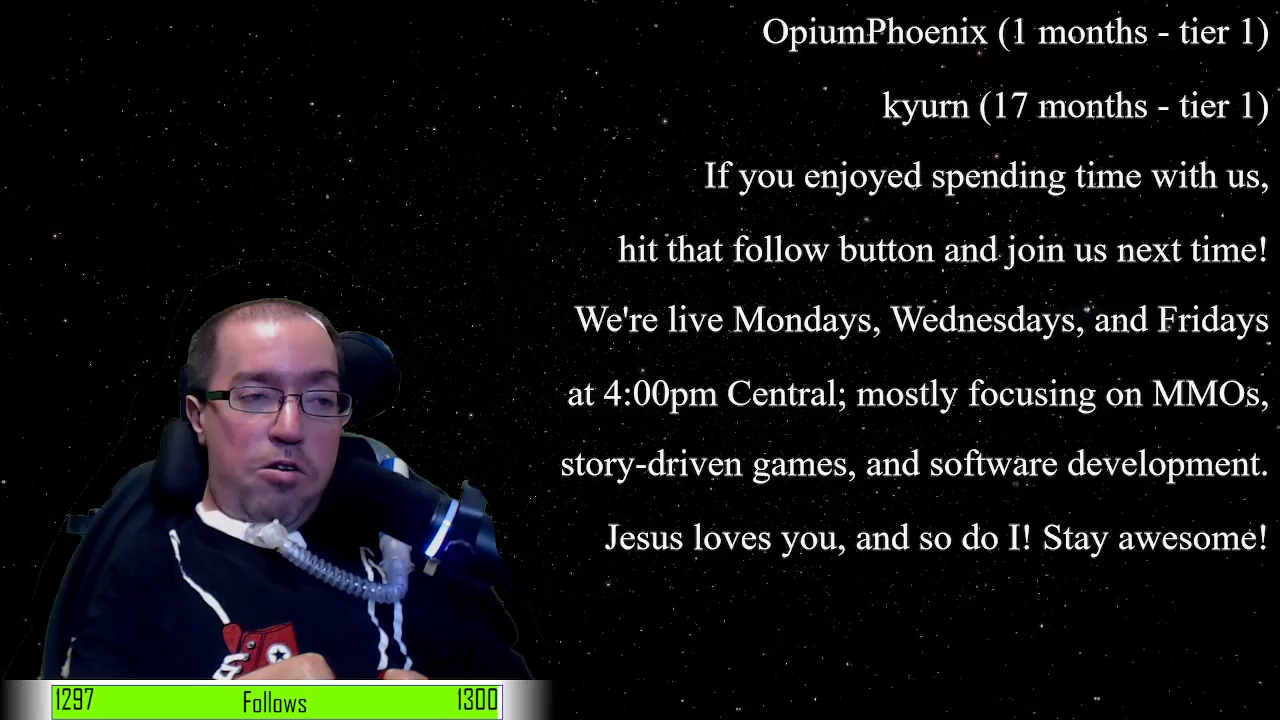 OpiumPhoenix (1 months - tier 1)
kyurn (17 months - tier 1)
If you enjoyed spending time with us,
hit that follow button and join us next time!
We're live Mondays, Wednesdays, and Fridays
at 4:00pm Central; mostly focusing on MMOs,
story-driven games, and software development.
Jesus loves you, and so do I! Stay awesome!
1297 Follows 1300